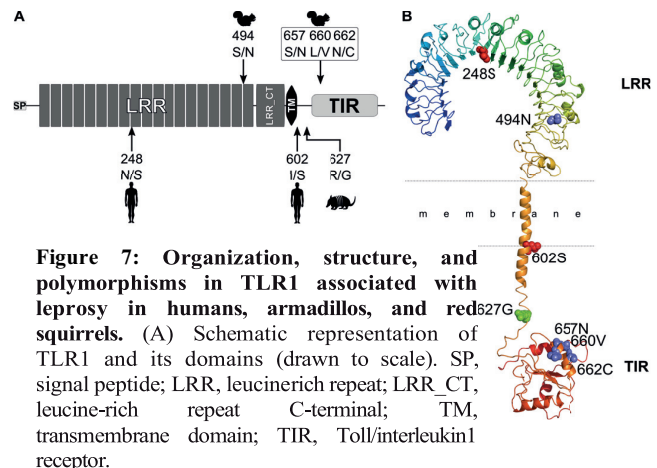 A
494
S/N
657 660 662
S/N L/V N/C
SP
LRR
LRR_CT
TM
TIR
248
N/S
602
I/S
627
R/G
B
248S
494N
LRR
m e m b r a n e
602S
627G
657N
660V
662C
TIR
Figure 7: Organization, structure, and
polymorphisms in TLR1 associated with
leprosy in humans, armadillos, and red
squirrels. (A) Schematic representation of
TLR1 and its domains (drawn to scale). SP,
signal peptide; LRR, leucinerich repeat; LRR_CT,
leucine-rich repeat C-terminal; TM,
transmembrane domain; TIR, Toll/interleukin1
receptor.